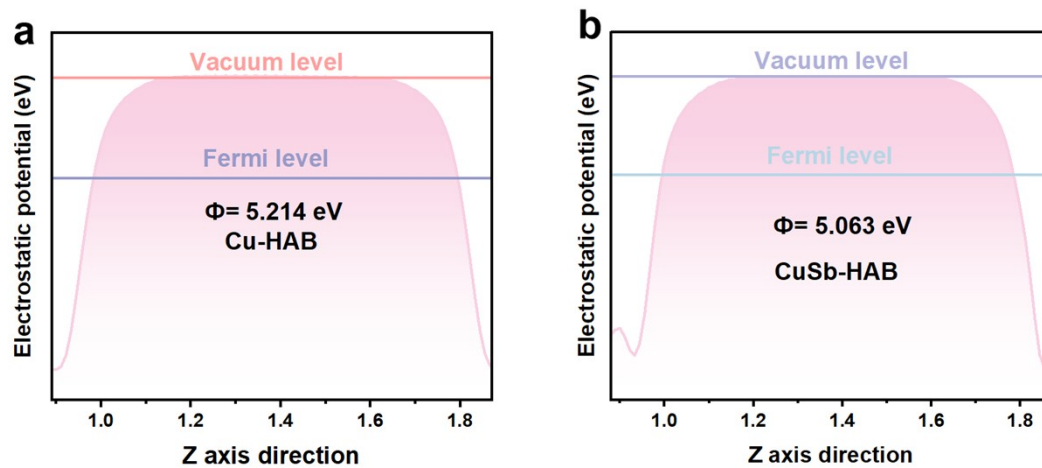 a
Vacuum level
Fermi level
Φ= 5.214 eV
Cu-HAB
Electrostatic potential (eV)
1.0 1.2 1.4 1.6 1.8
Z axis direction
b
Vacuum level
Fermi level
Φ= 5.063 eV
CuSb-HAB
Electrostatic potential (eV)
1.0 1.2 1.4 1.6 1.8
Z axis direction